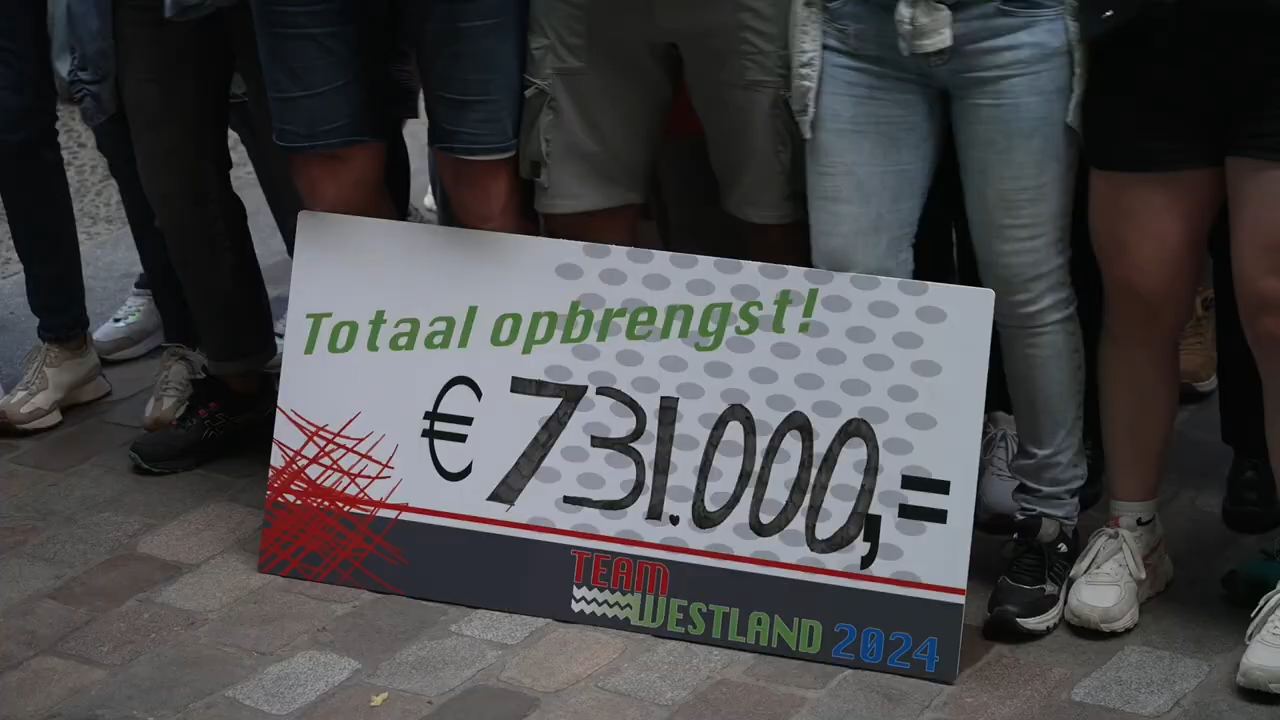 Totaal opbrengst!
€ 731.000,=
TEAM
WESTLAND 2024